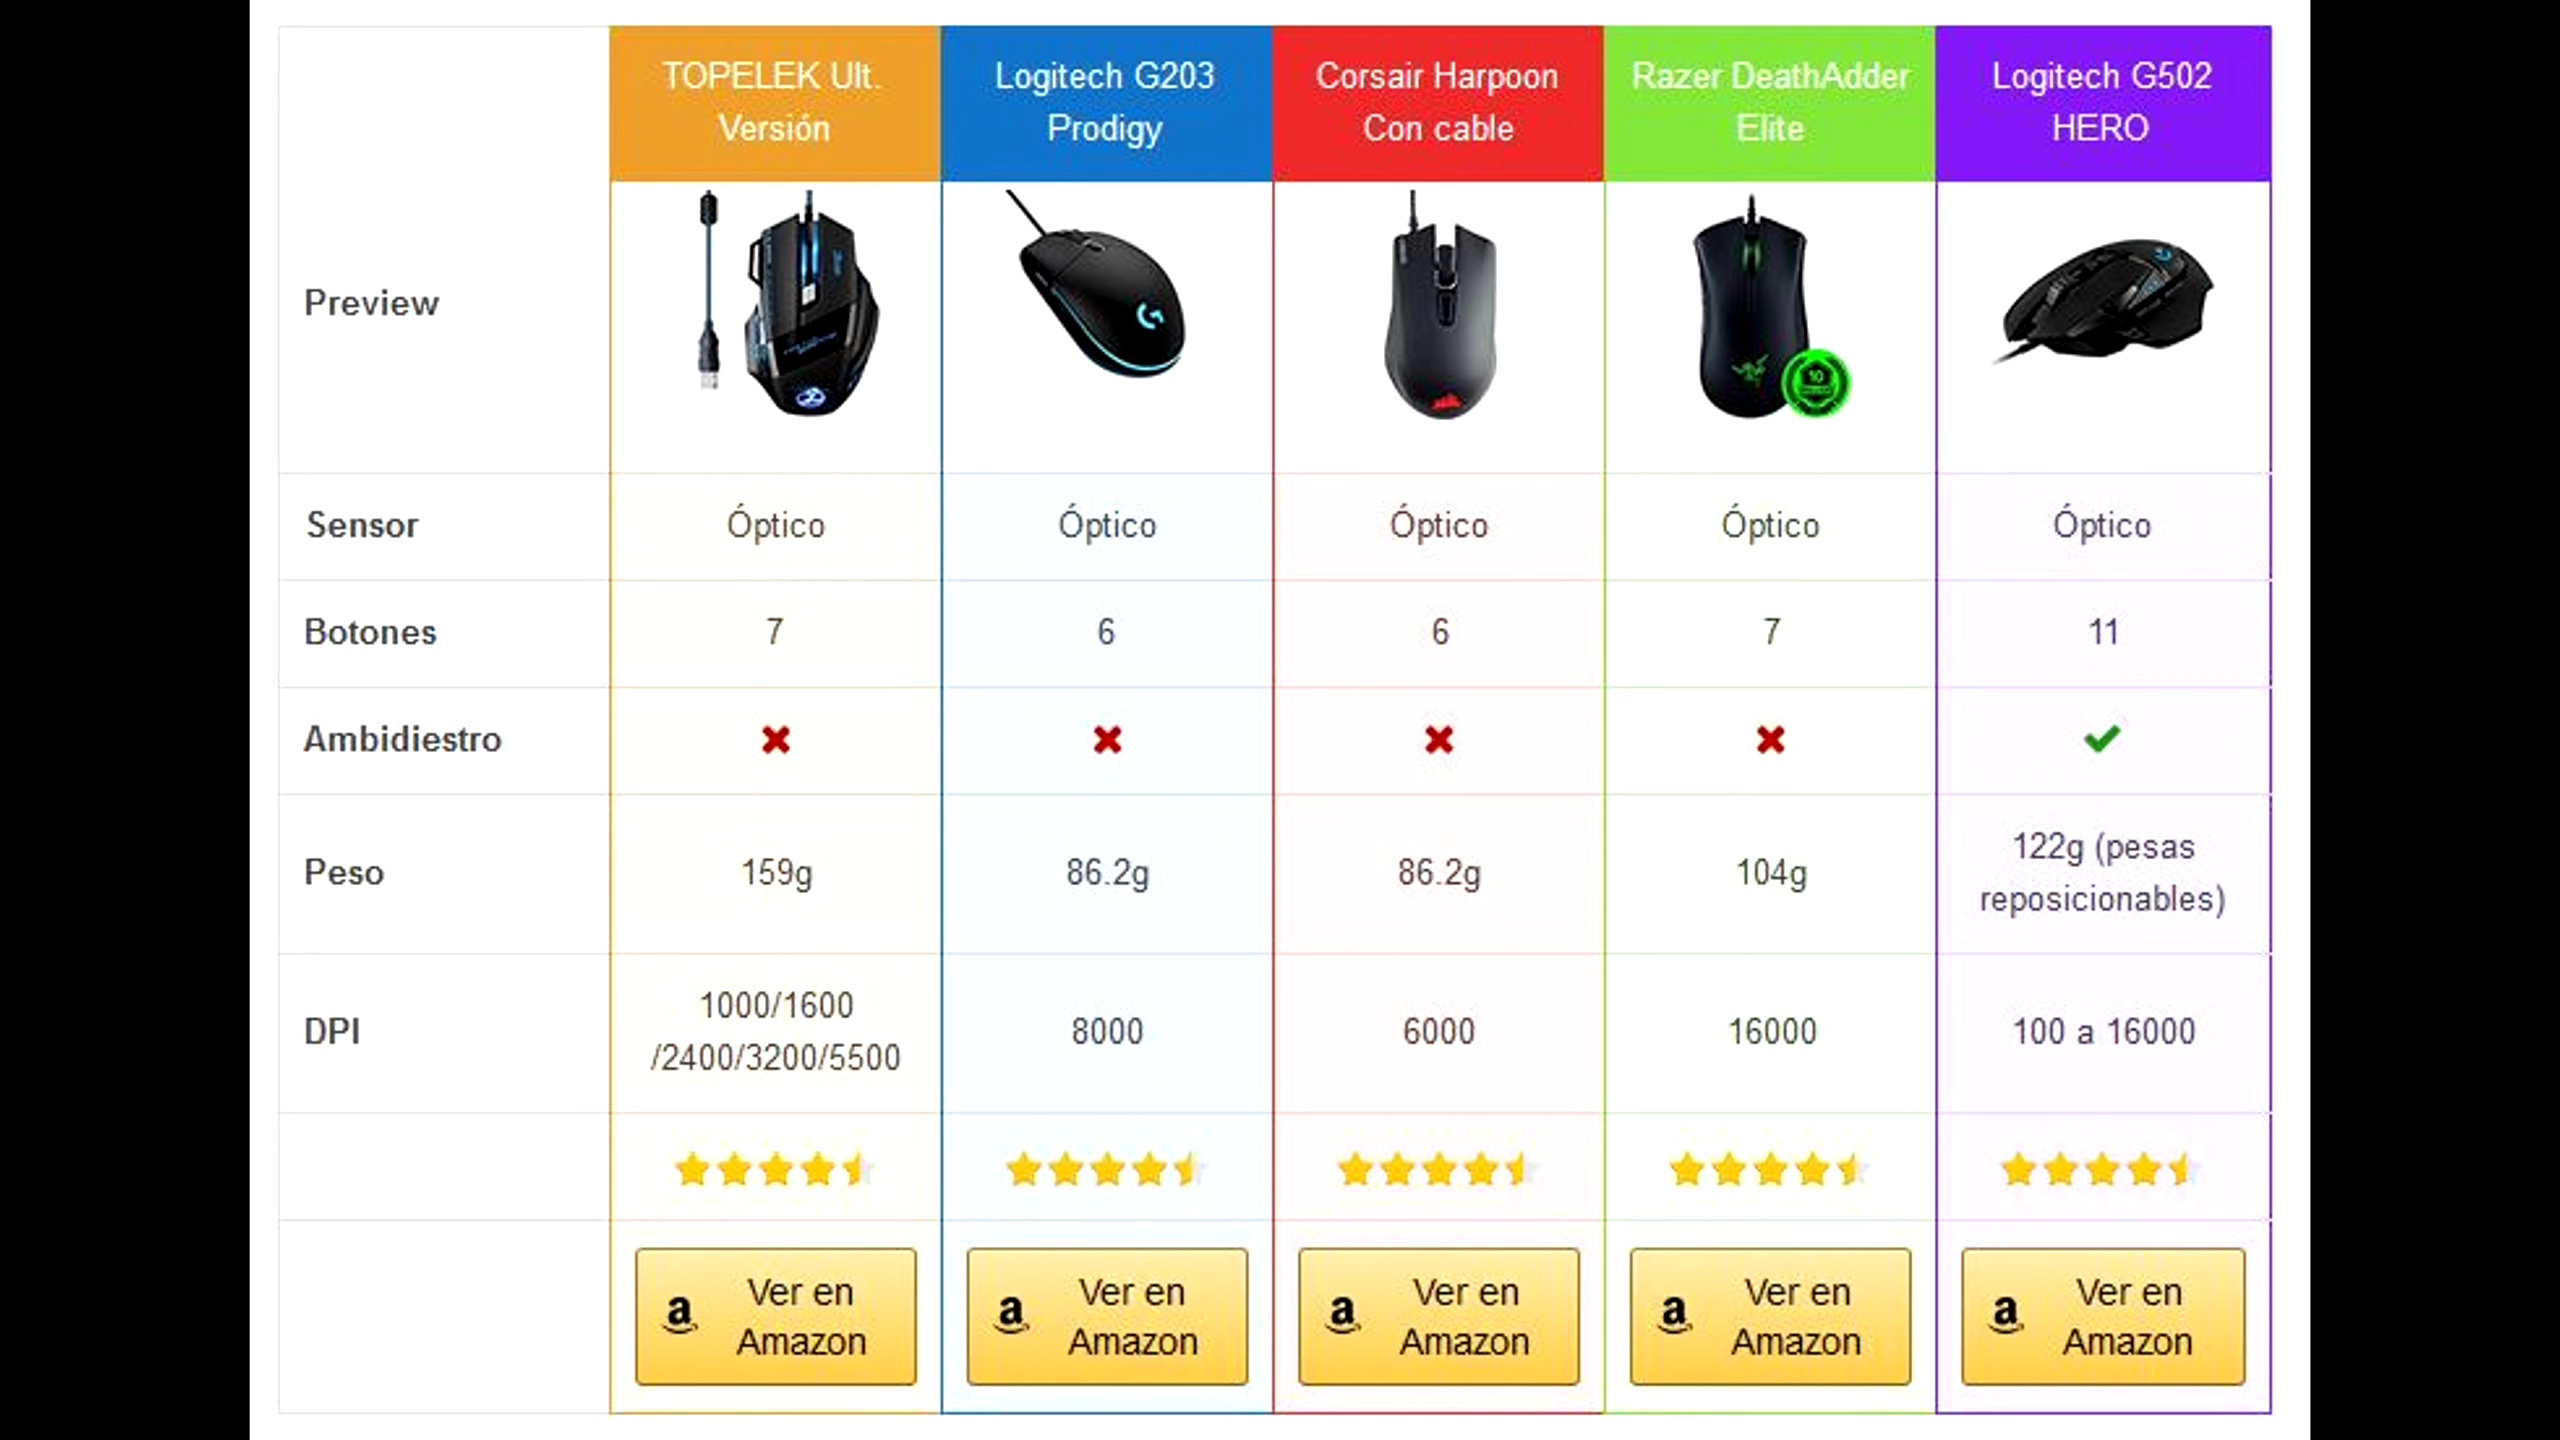 TOPELEK Ult. Versión
Logitech G203 Prodigy
Corsair Harpoon Con cable
Razer DeathAdder Elite
Logitech G502 HERO
Preview
10
Sensor
Óptico
Óptico
Óptico
Óptico
Óptico
Botones
7
6
6
7
11
Ambidiestro
Peso
159g
86.2g
86.2g
104g
122g (pesas
reposicionables)
DPI
1000/1600
/2400/3200/5500
8000
6000
16000
100 a 16000
Ver en
Amazon
Ver en
Amazon
Ver en
Amazon
Ver en
Amazon
Ver en
Amazon